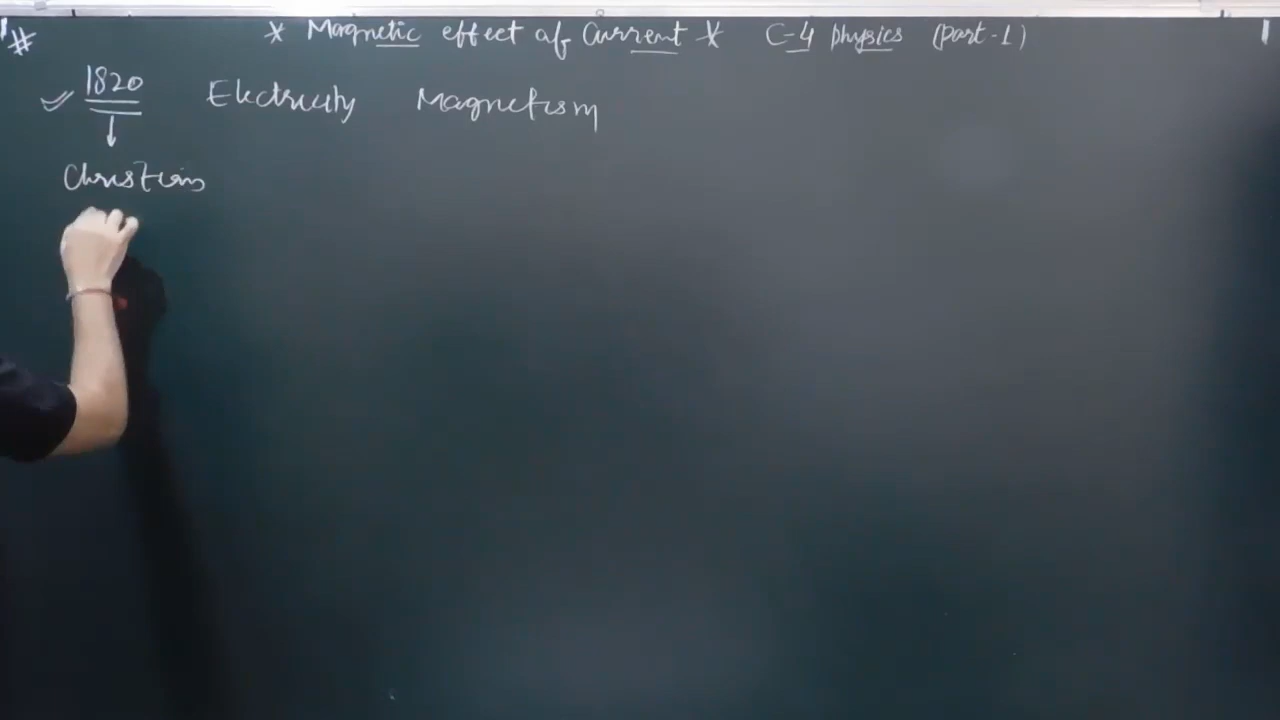 # * Magnetic effect of Current * C-4 physics (part-1)
1820 Electricity Magnetism
Christian